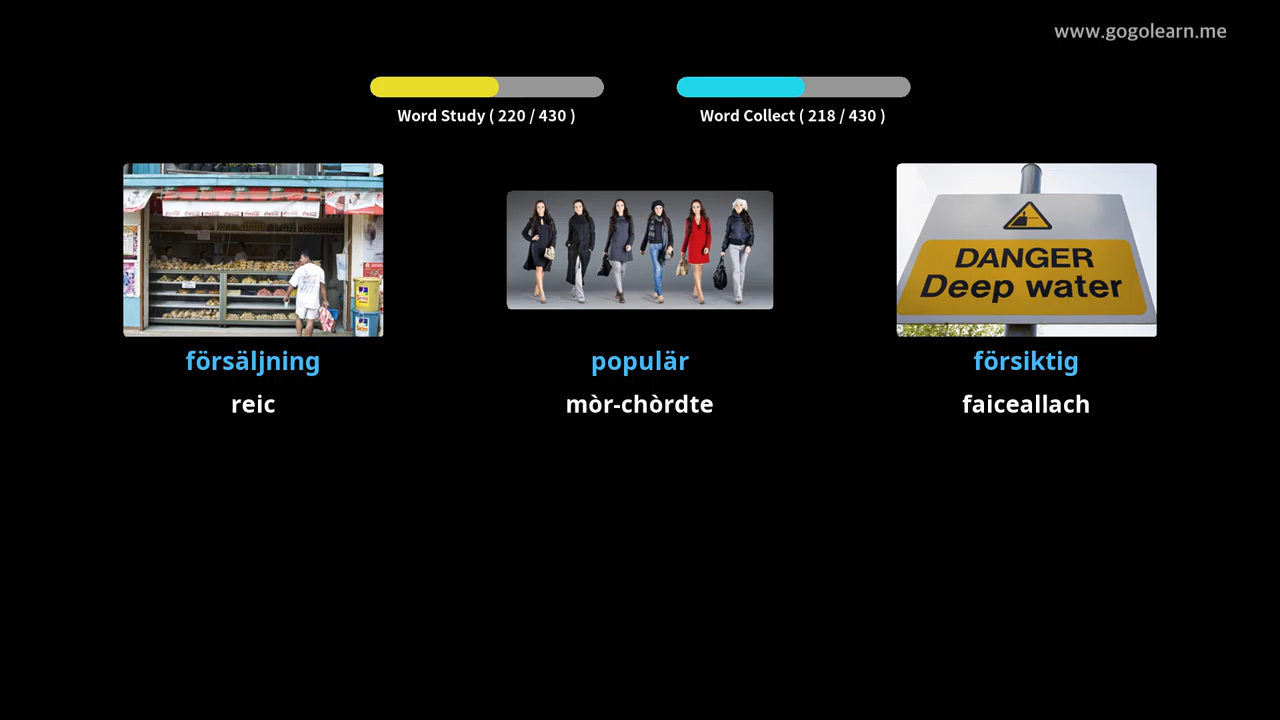 www.gogolearn.me
Word Study ( 220 / 430 )
Word Collect ( 218 / 430 )
DANGER
Deep water
försäljning
populär
försiktig
reic
mòr-chòrdte
faiceallach